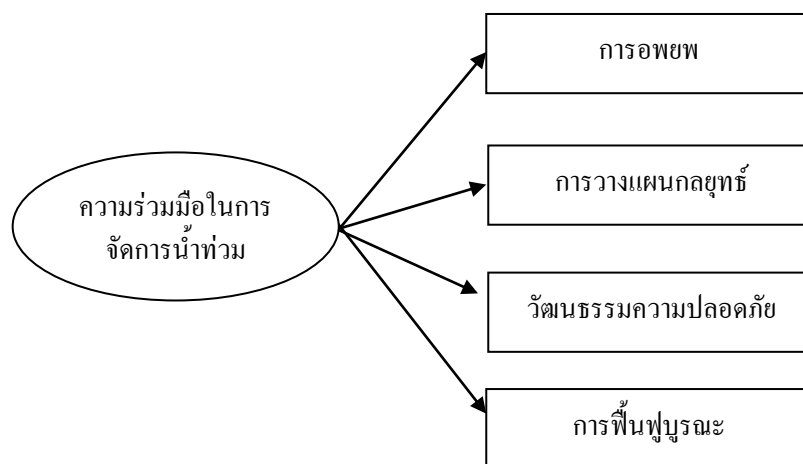 การอพยพ
การวางแผนกลยุทธ์
ความร่วมมือในการ
จัดการน้ำท่วม
วัฒนธรรมความปลอดภัย
การฟื้นฟูบูรณะ